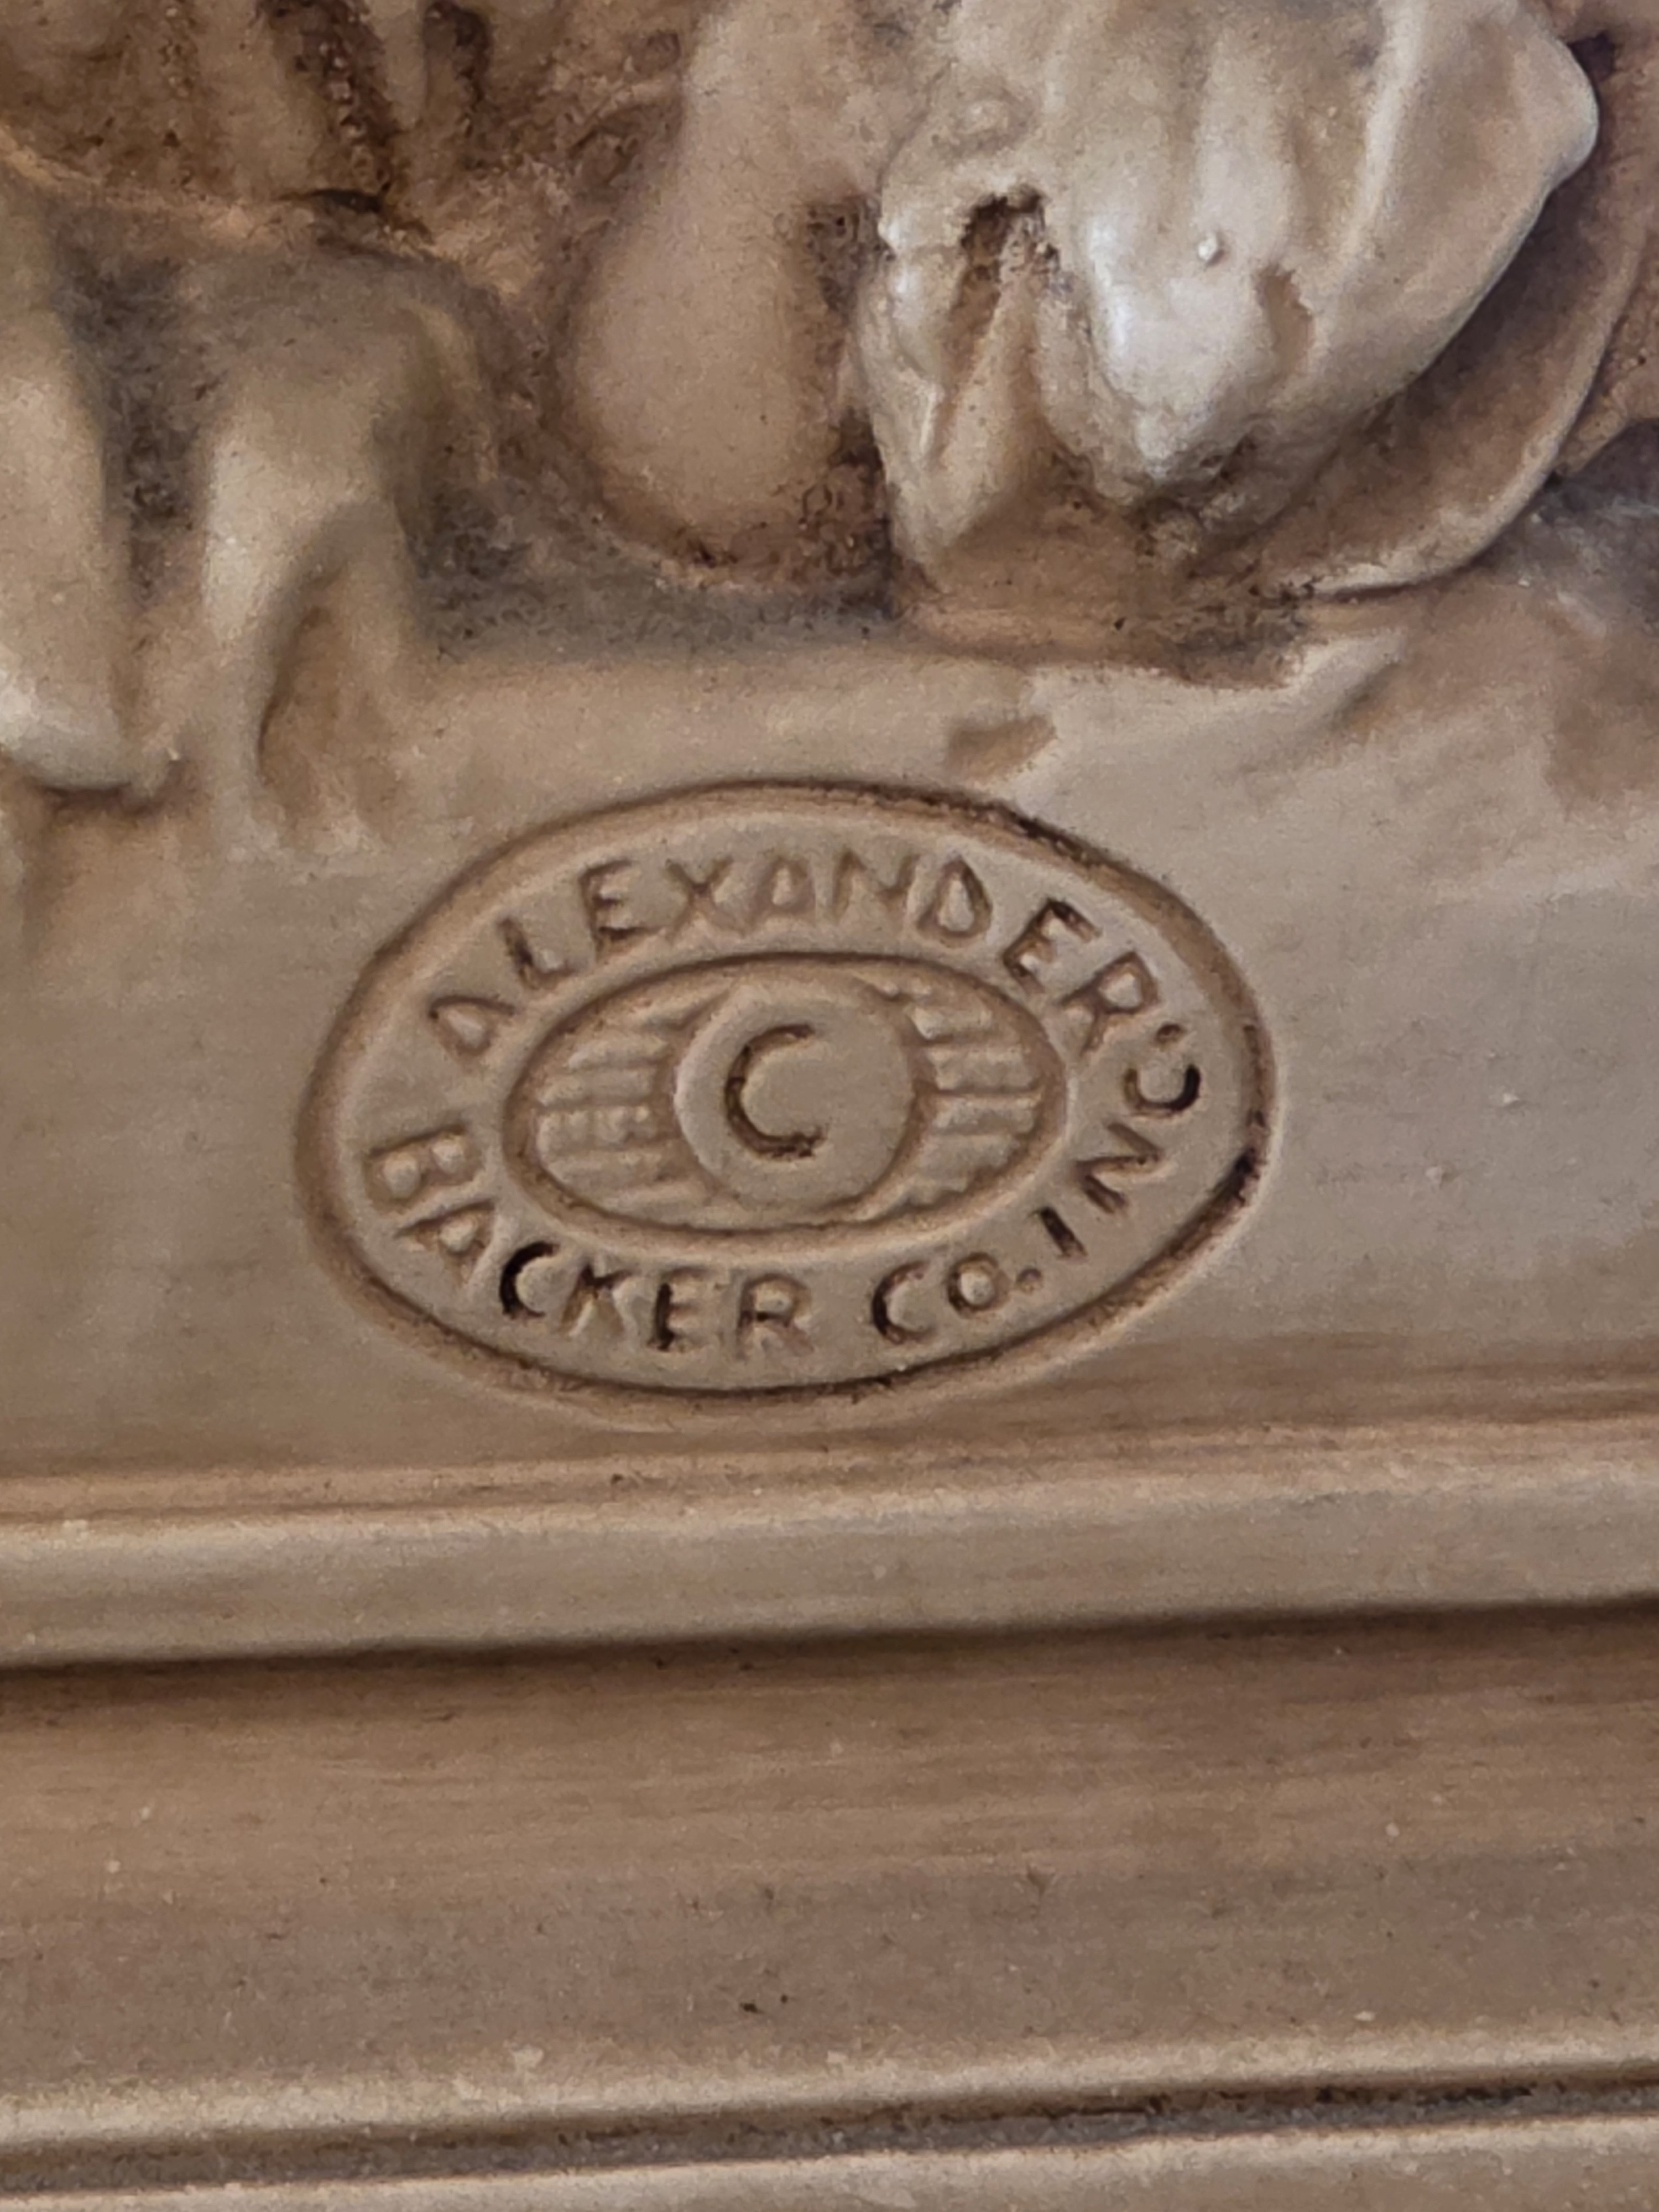 ALEXANDER'S
BACKER CO. INC
C